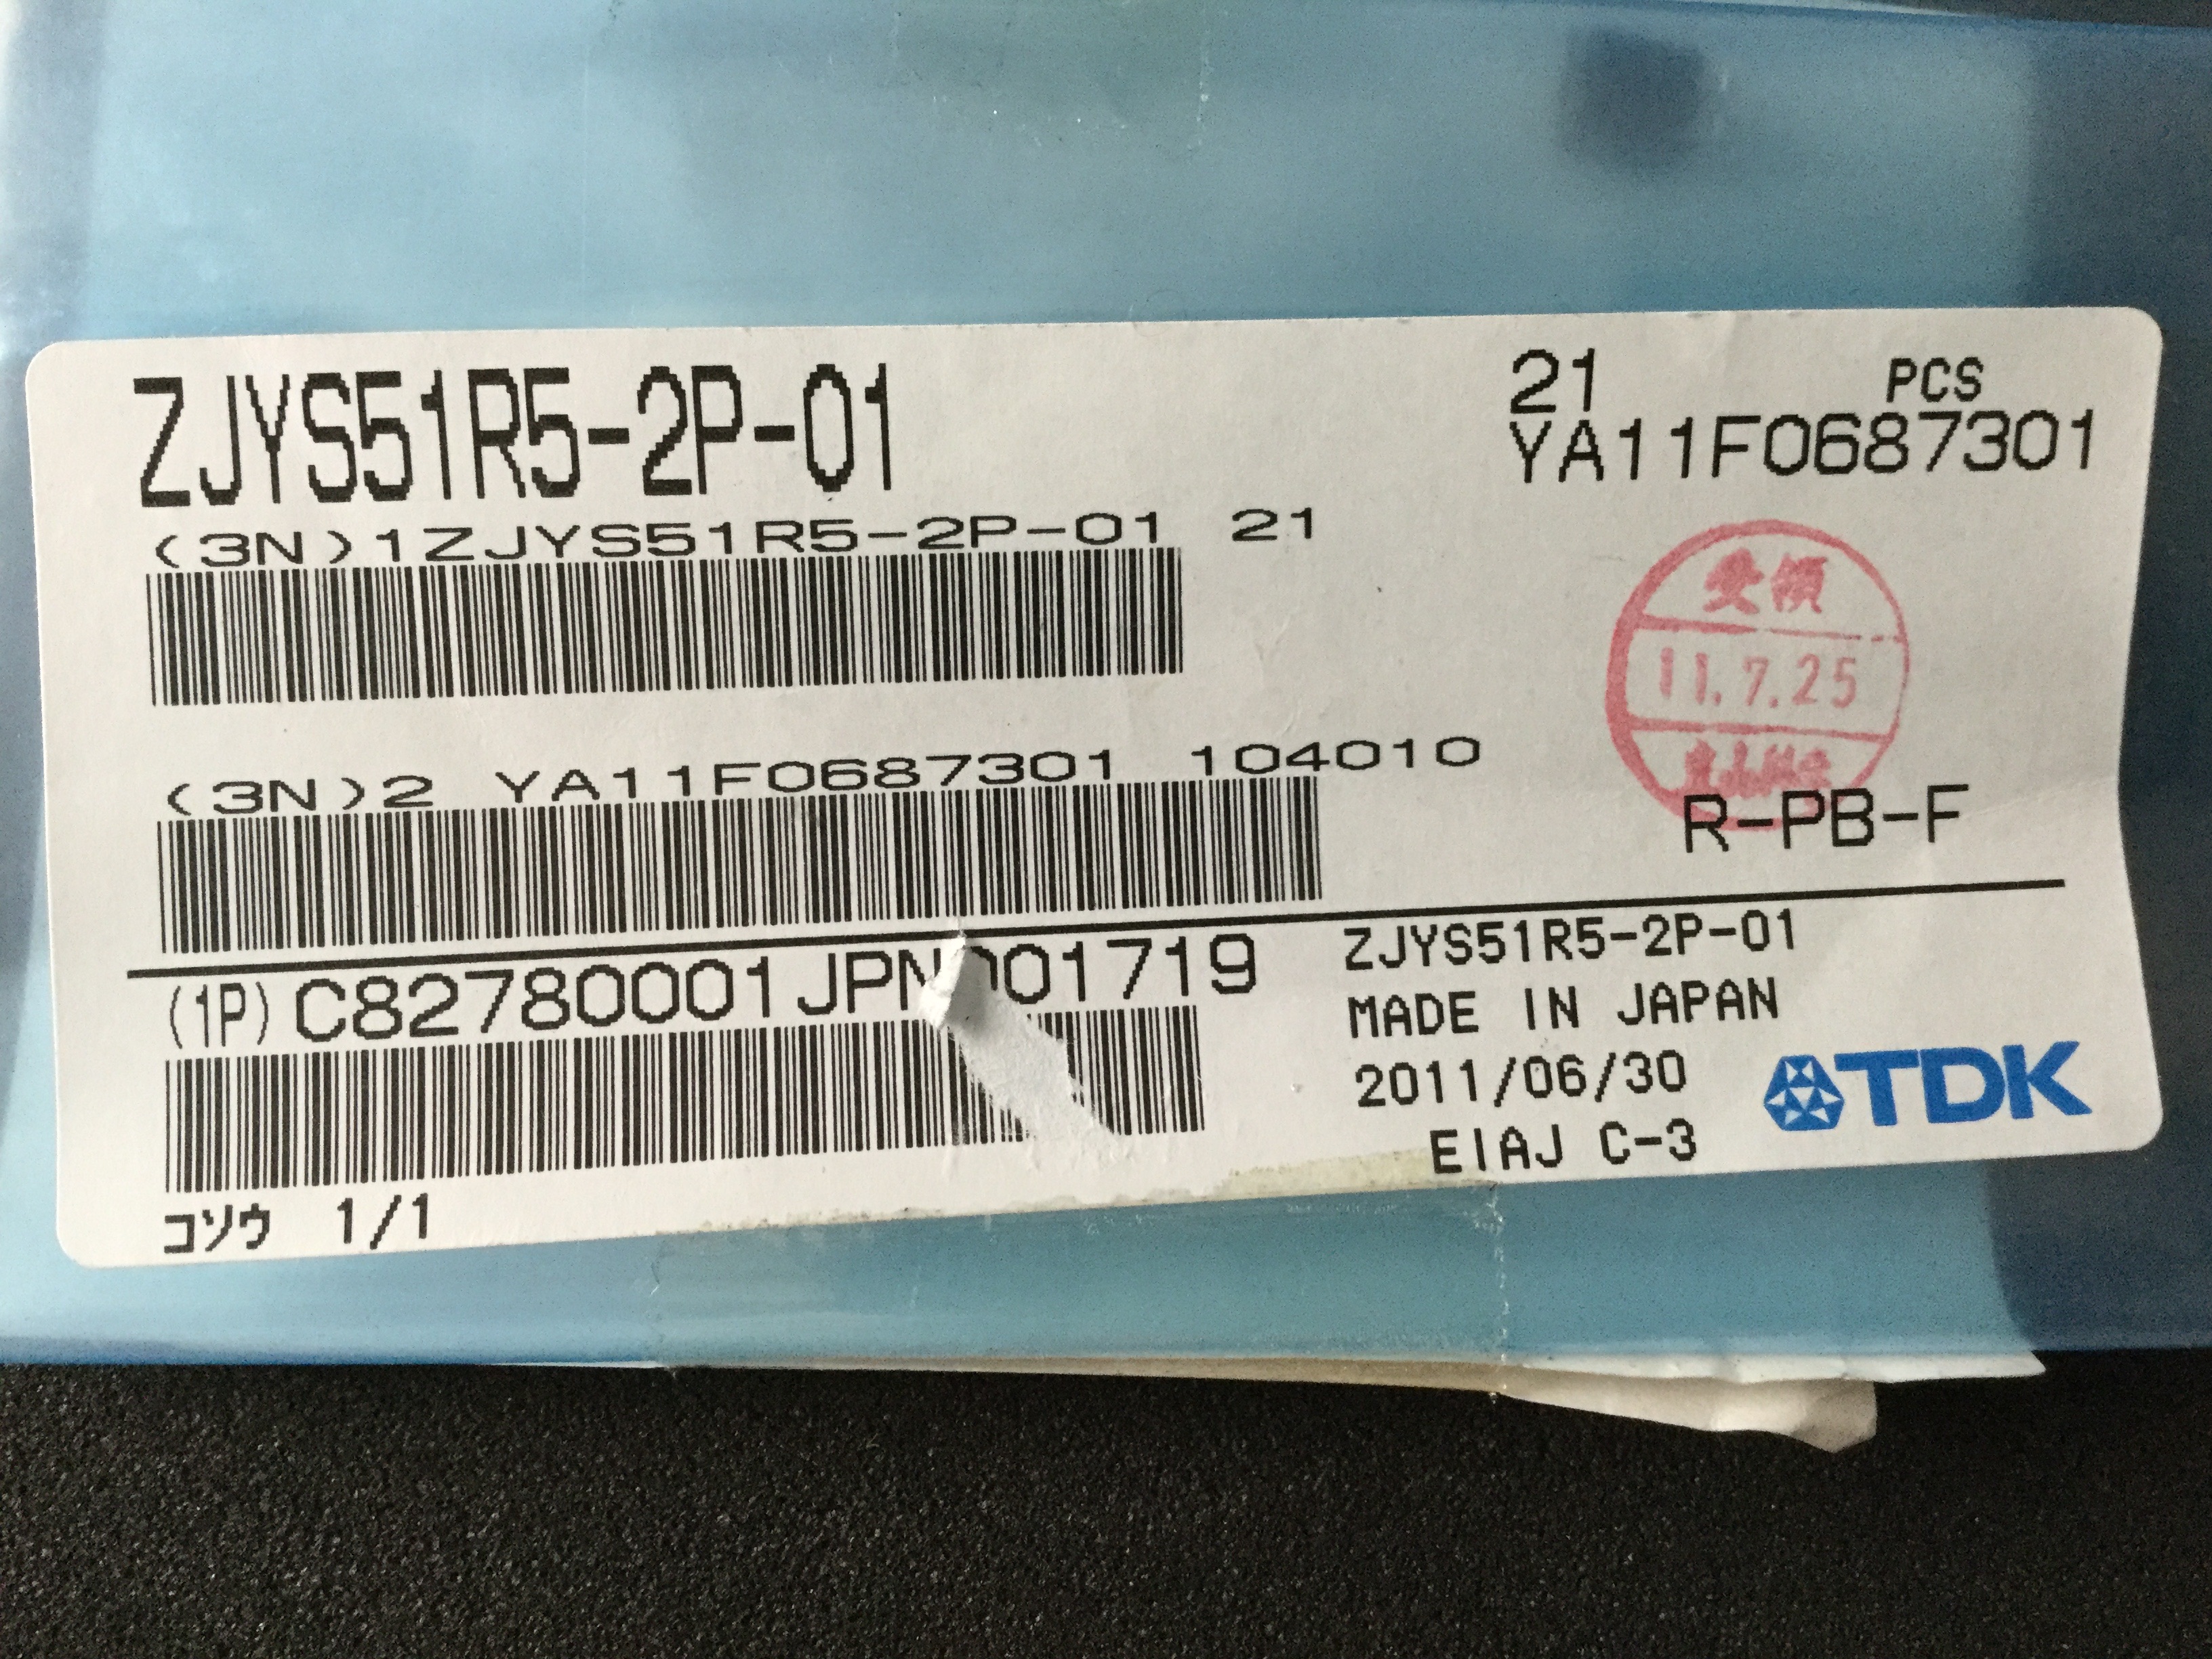 ZJYS51R5-2P-01
21 PCS
YA11F0687301
(3N)1ZJYS51R5-2P-01 21
受領
11.7.25
(3N)2 YA11F0687301 104010
R-PB-F
(1P) C82780001JPN001719
ZJYS51R5-2P-01
MADE IN JAPAN
2011/06/30
TDK
EIAJ C-3
コソウ 1/1